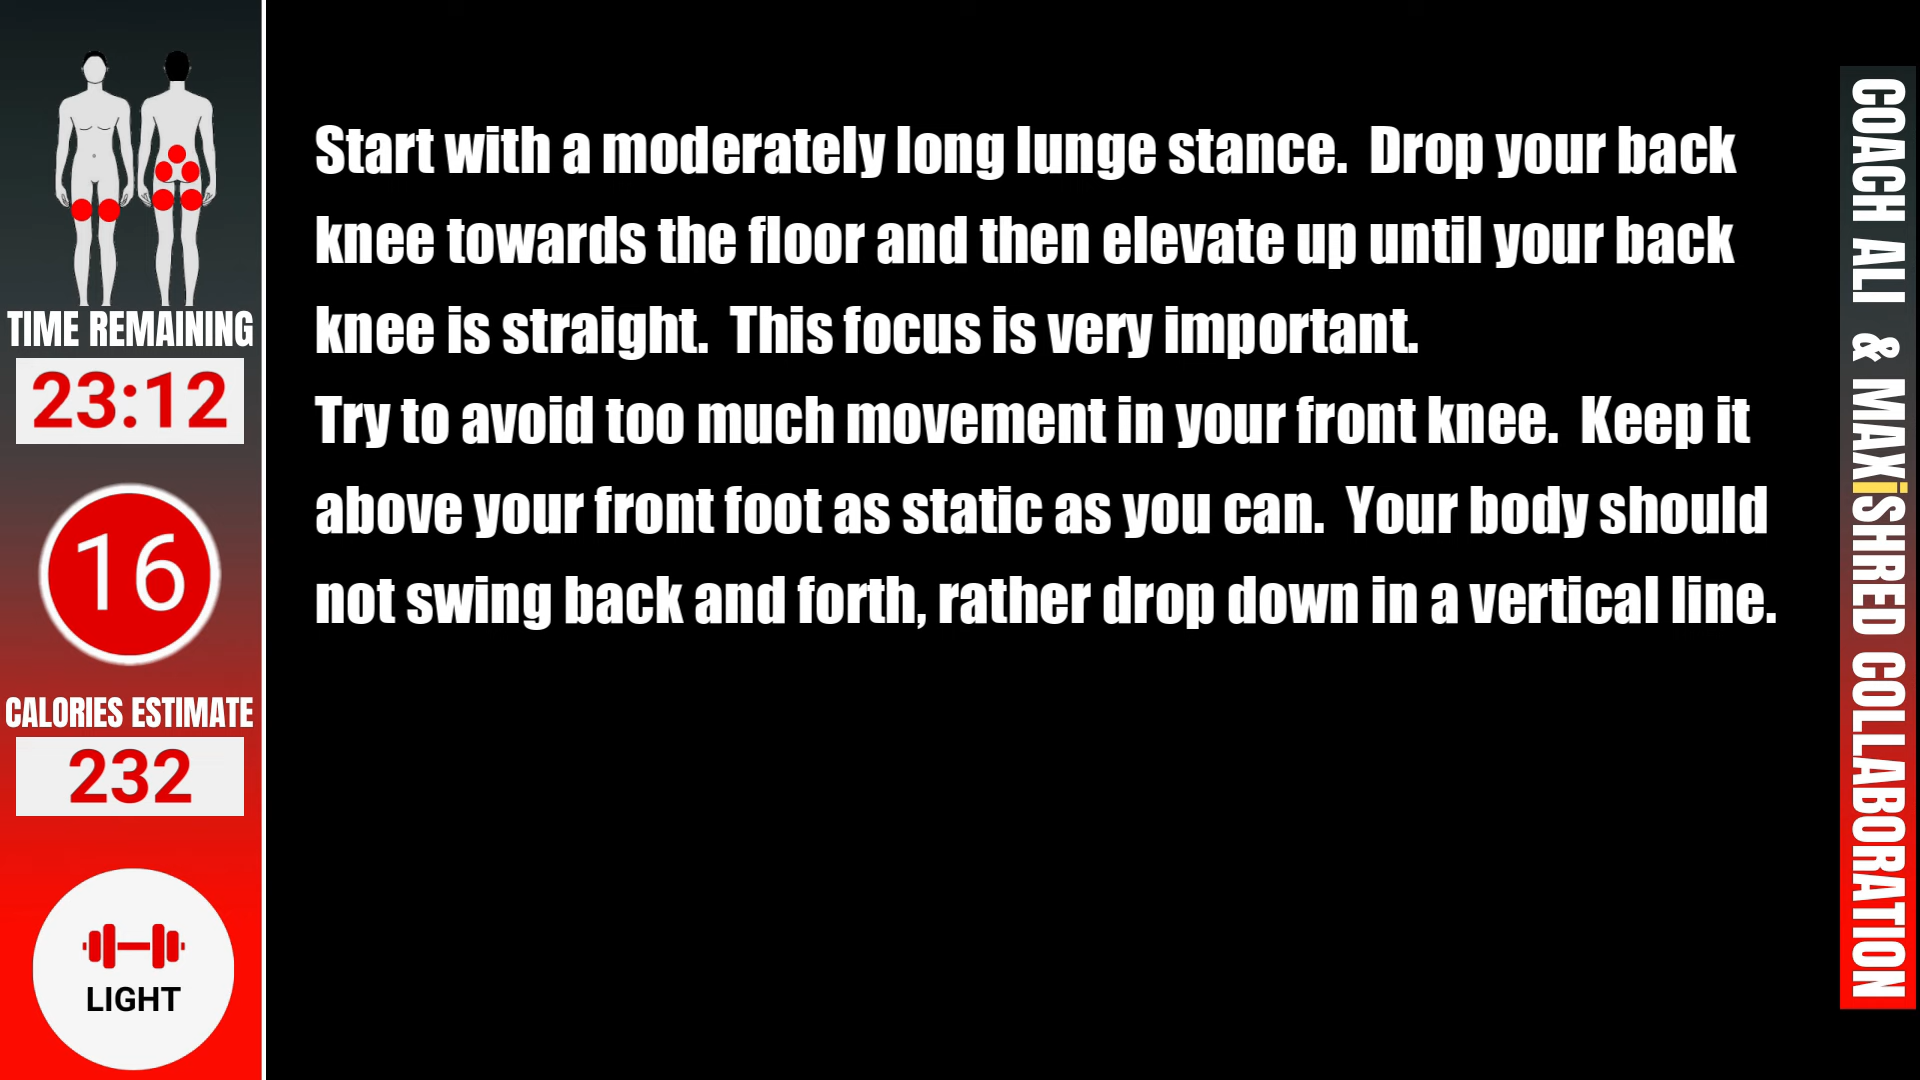 TIME REMAINING
23:12
16
CALORIES ESTIMATE
232
LIGHT
Start with a moderately long lunge stance.  Drop your back
knee towards the floor and then elevate up until your back
knee is straight.  This focus is very important.
Try to avoid too much movement in your front knee.  Keep it
above your front foot as static as you can.  Your body should
not swing back and forth, rather drop down in a vertical line.
COACH ALI & MAXiSHRED COLLABORATION